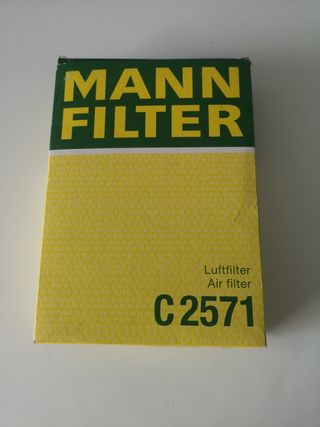 MANN
FILTER
Luftfilter
Air filter
C 2571